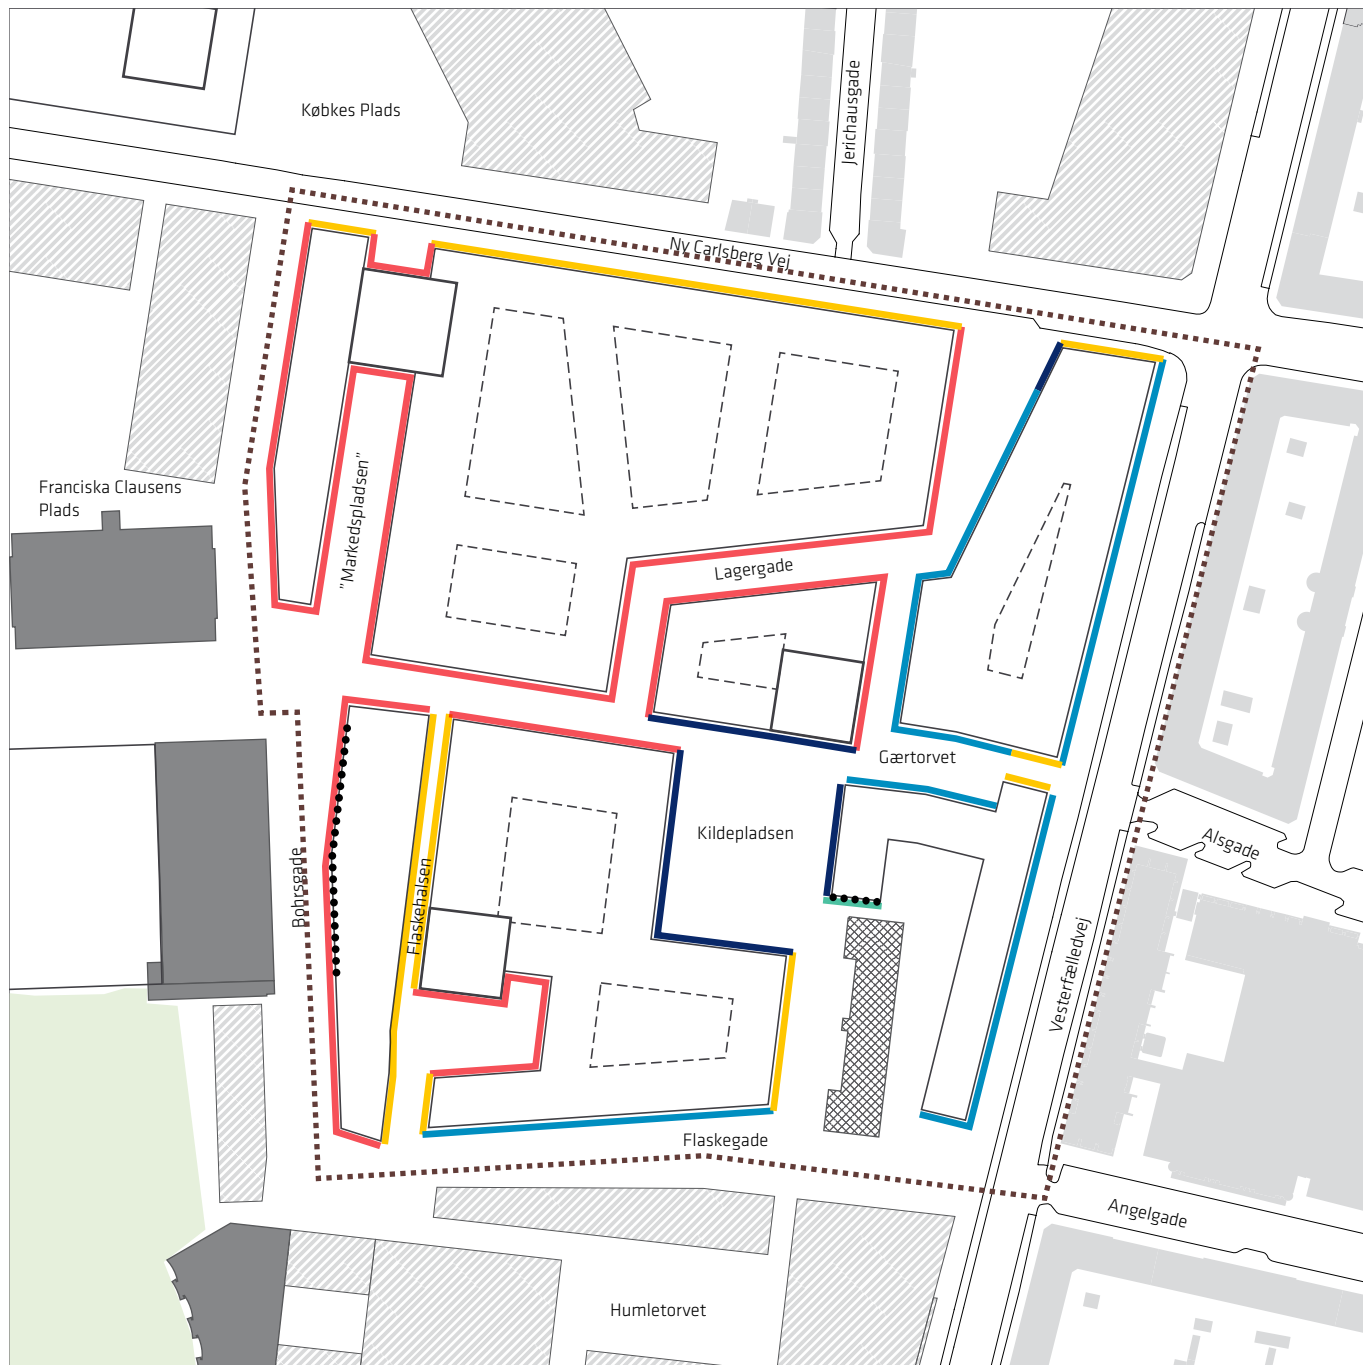 Købkes Plads
Jerichausgade
Ny Carlsberg Vej
Franciska Clausens
Plads
"Markedspladsen"
Lagergade
Gærtorvet
Kildepladsen
Alsgade
Bohrsgade
Flaskehalsen
Vesterfælledvej
Flaskegade
Angelgade
Humletorvet